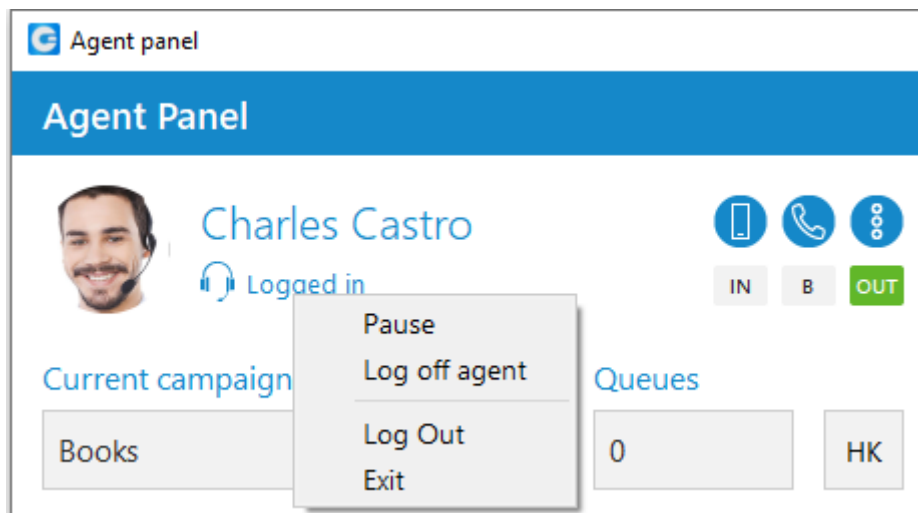 Agent panel
Agent Panel
Charles Castro
Logged in
IN B OUT
Pause
Log off agent
Log Out
Exit
Current campaign
Queues
Books
0
HK